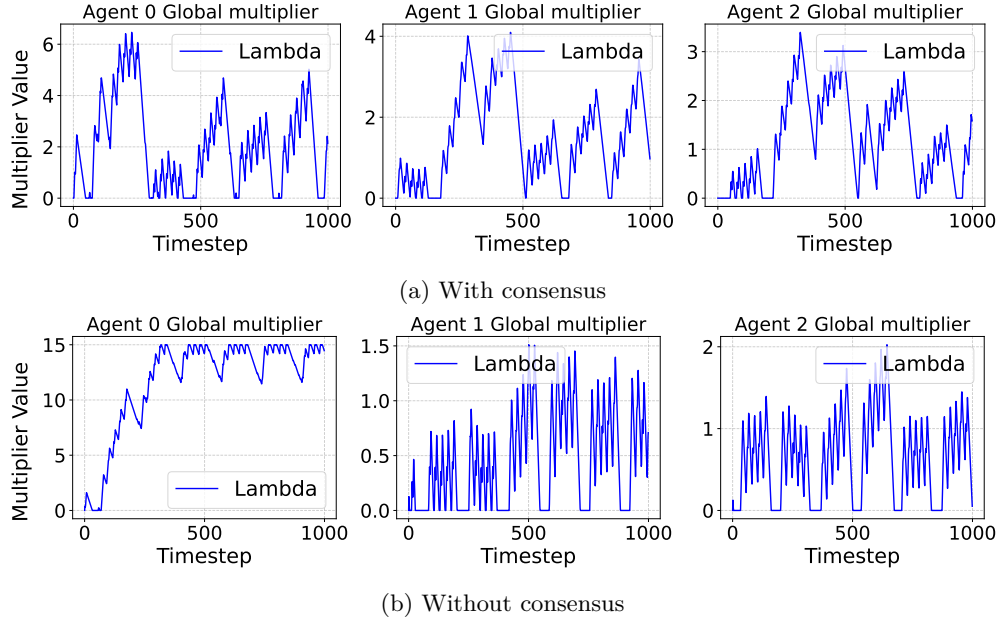 Agent 0 Global multiplier Agent 1 Global multiplier Agent 2 Global multiplier
Multiplier Value
6
4
2
0
Lambda
0 500 1000
Timestep
4
2
0
Lambda
0 500 1000
Timestep
3
2
1
0
Lambda
0 500 1000
Timestep
(a) With consensus
Agent 0 Global multiplier Agent 1 Global multiplier Agent 2 Global multiplier
Multiplier Value
15
10
5
0
Lambda
0 500 1000
Timestep
1.5
1.0
0.5
0.0
Lambda
0 500 1000
Timestep
2
1
0
Lambda
0 500 1000
Timestep
(b) Without consensus